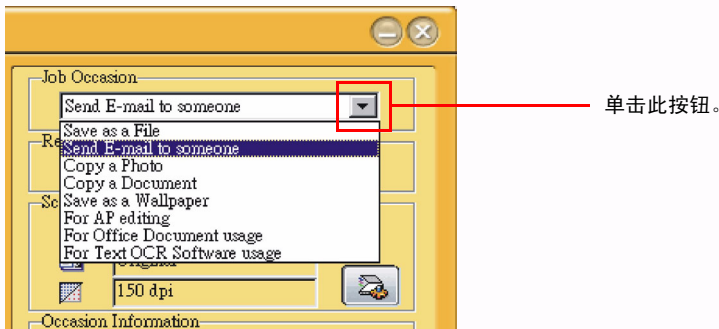 Job Occasion
Send E-mail to someone
单击此按钮。
Save as a File
Send E-mail to someone
Copy a Photo
Copy a Document
Save as a Wallpaper
For AP editing
For Office Document usage
For Text OCR Software usage
150 dpi
Occasion Information